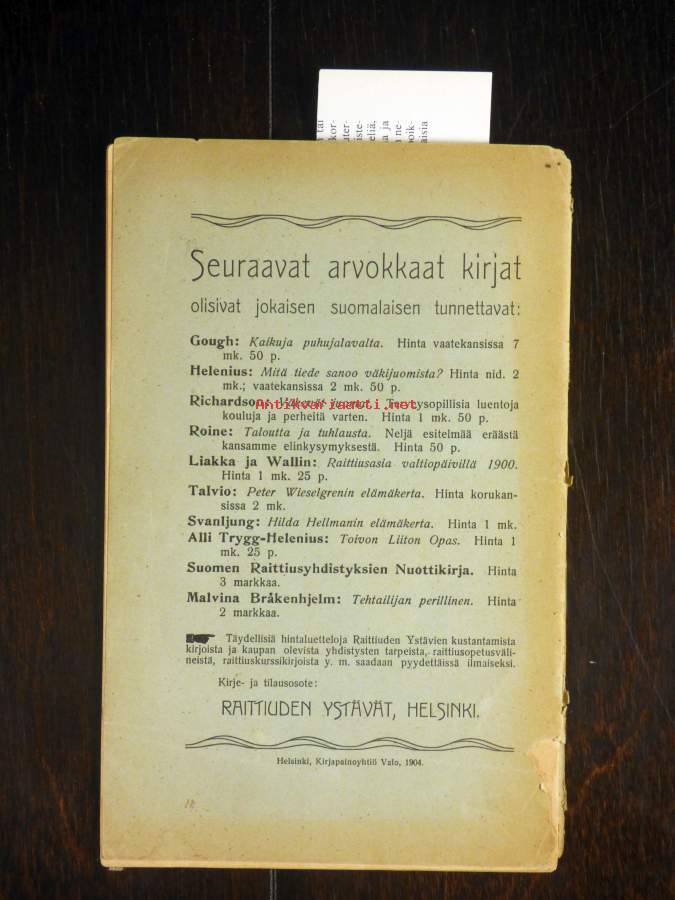 Seuraavat arvokkaat kirjat
olisivat jokaisen suomalaisen tunnettavat:
Gough: Kaikuja puhujalavalta. Hinta vaatekansissa 7
mk. 50 p.
Helenius: Mitä tiede sanoo väkijuomista? Hinta nid. 2
mk.; vaatekansissa 2 mk. 50 p.
Richardson: Väkevät juomat. Terveysopillisia luentoja
Antikvariaatti.net
kouluja ja perheitä varten. Hinta 1 mk. 50 p.
Roine: Taloutta ja tuhlausta. Neljä esitelmää eräästä
kansamme elinkysymyksestä. Hinta 50 p.
Liakka ja Wallin: Raittiusasia valtiopäivillä 1900.
Hinta 1 mk. 25 p.
Talvio: Peter Wieselgrenin elämäkerta. Hinta korukan-
sissa 2 mk.
Svanljung: Hilda Hellmanin elämäkerta. Hinta 1 mk.
Alli Trygg-Helenius: Toivon Liiton Opas. Hinta 1
mk. 25 p.
Suomen Raittiusyhdistyksien Nuottikirja. Hinta
3 markkaa.
Malvina Bråkenhjelm: Tehtailijan perillinen. Hinta
2 markkaa.
Täydellisiä hintaluetteloja Raittiuden Ystävien kustantamista
kirjoista ja kaupan olevista yhdistysten tarpeista, raittiusopetusväli-
neistä, raittiuskurssikirjoista y. m. saadaan pyydettäissä ilmaiseksi.
Kirje- ja tilausosote:
RAITTIUDEN YSTÄVÄT, HELSINKI.
Helsinki, Kirjapainoyhtiö Valo, 1904.